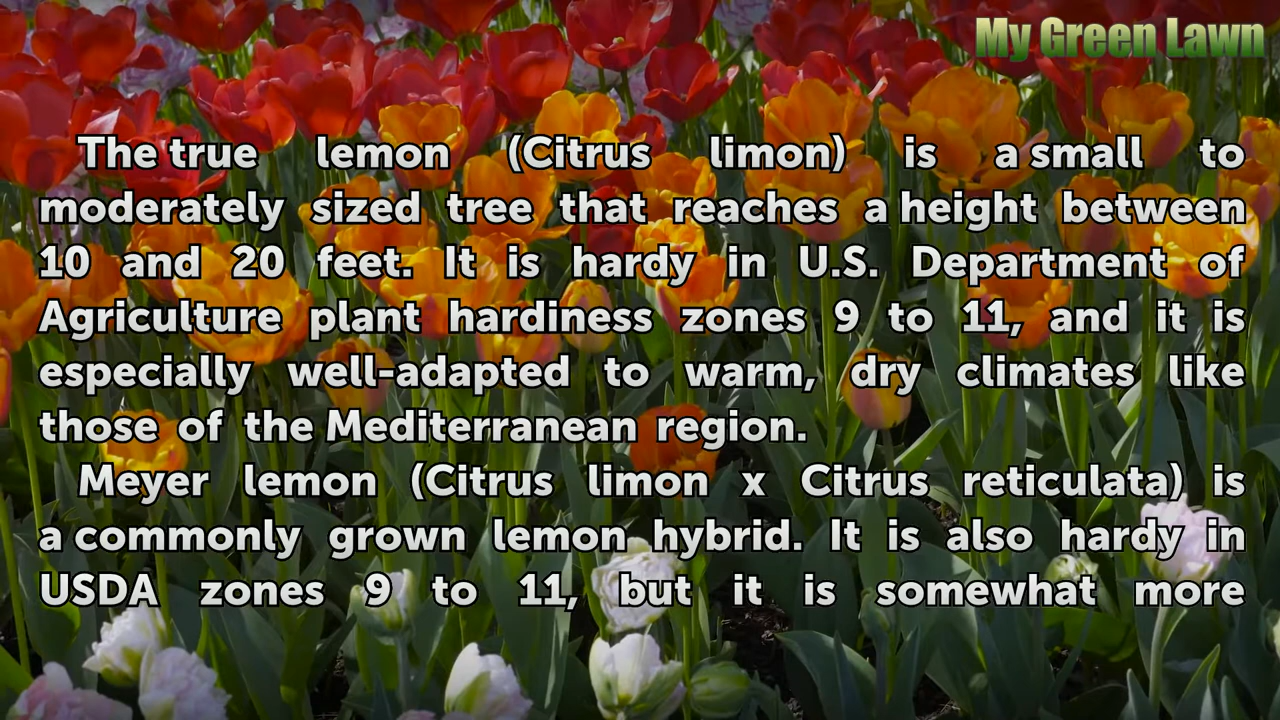 My Green Lawn
The true lemon (Citrus limon) is a small to
moderately sized tree that reaches a height between
10 and 20 feet. It is hardy in U.S. Department of
Agriculture plant hardiness zones 9 to 11, and it is
especially well-adapted to warm, dry climates like
those of the Mediterranean region.
Meyer lemon (Citrus limon x Citrus reticulata) is
a commonly grown lemon hybrid. It is also hardy in
USDA zones 9 to 11, but it is somewhat more